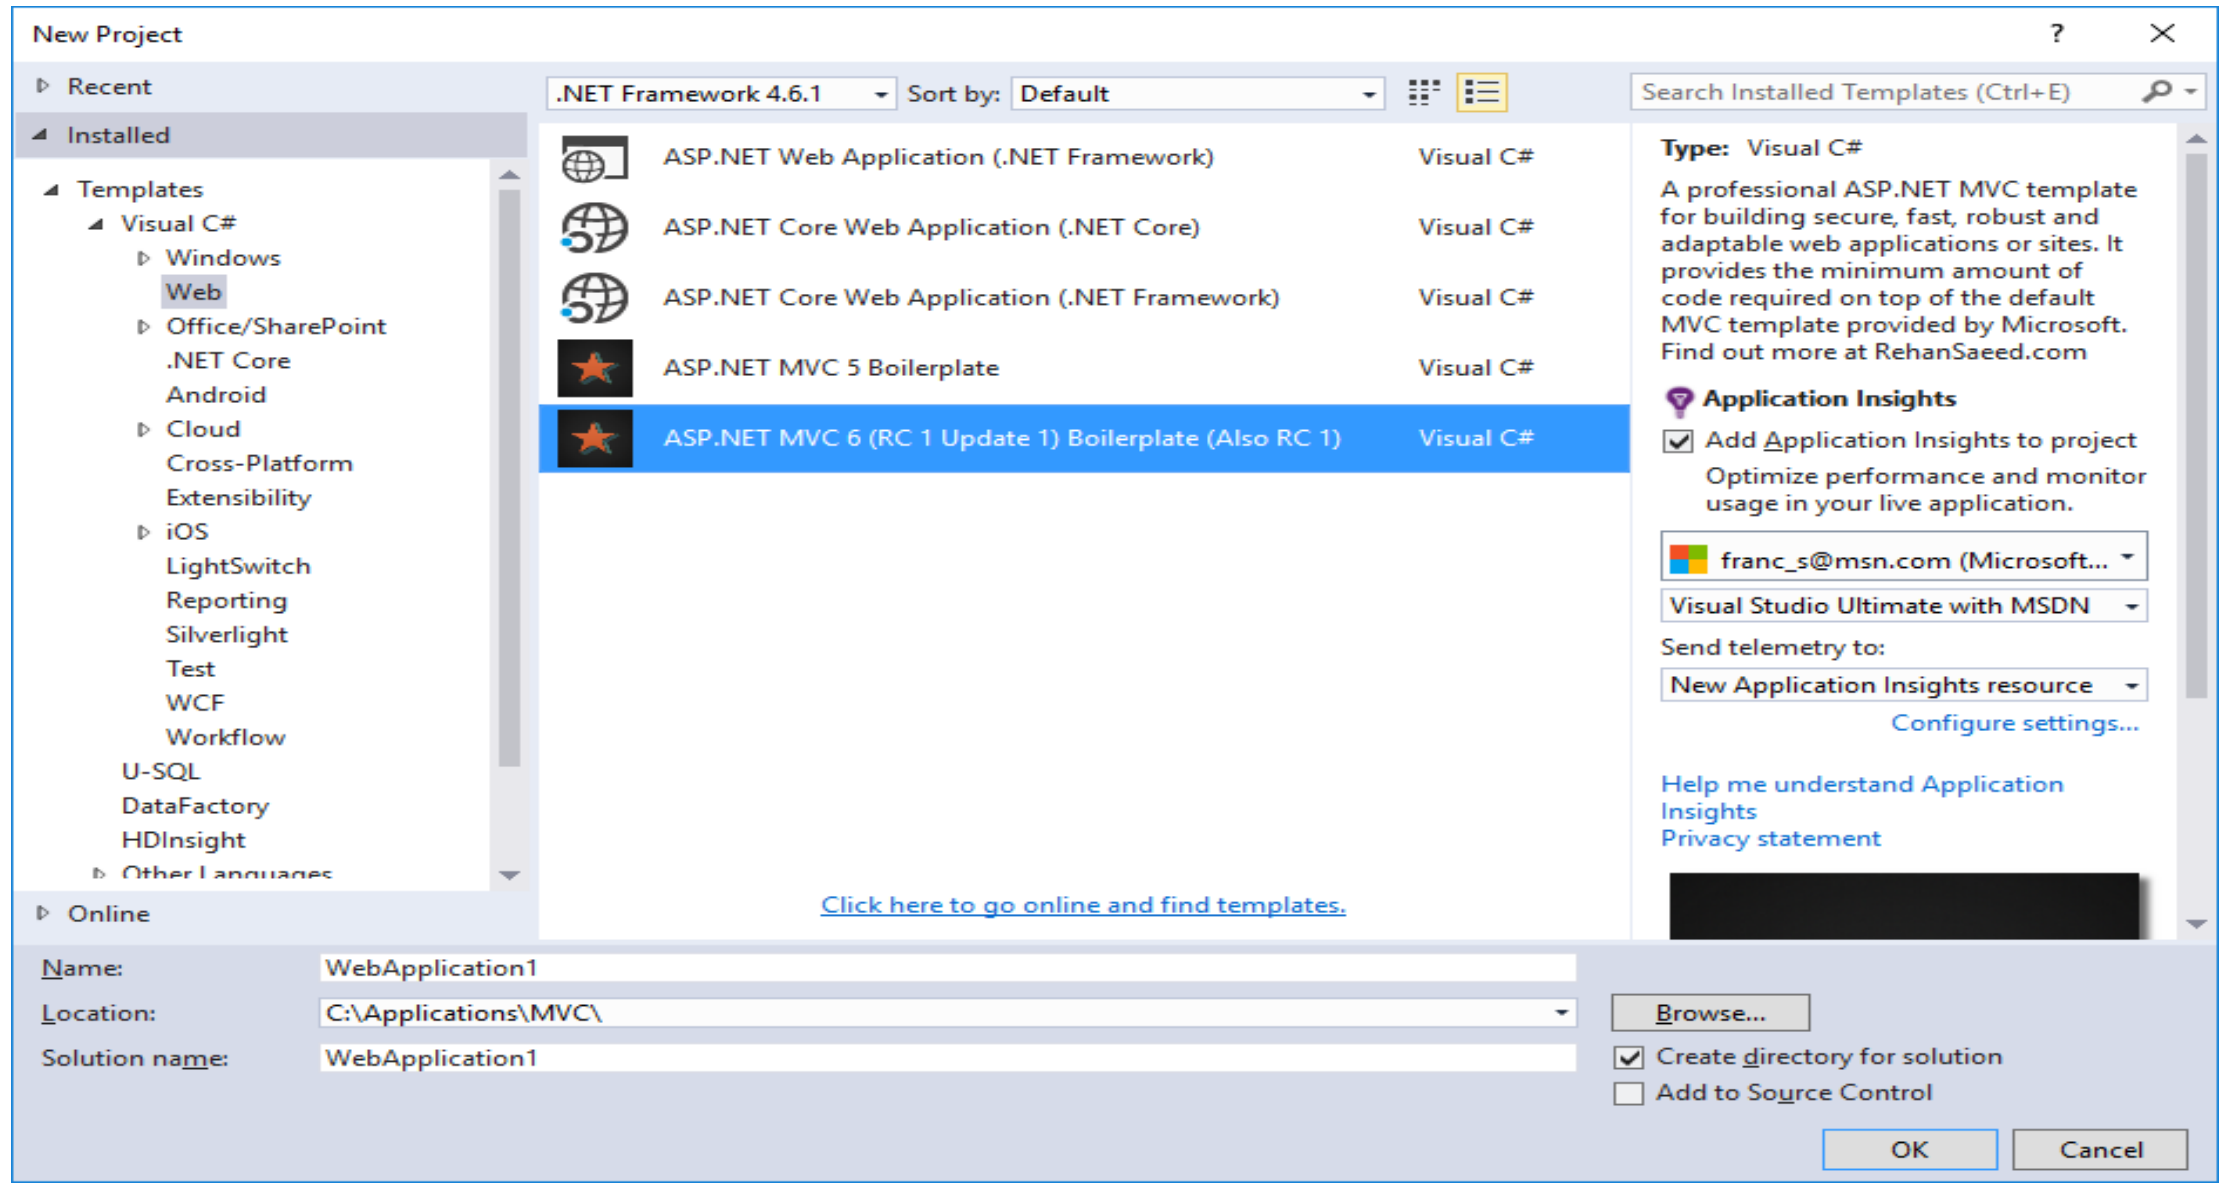 New Project
?
Recent
Installed
Templates
Visual C#
Windows
Web
Office/SharePoint
.NET Core
Android
Cloud
Cross-Platform
Extensibility
iOS
LightSwitch
Reporting
Silverlight
Test
WCF
Workflow
U-SQL
DataFactory
HDInsight
Other Languages
Online
.NET Framework 4.6.1
Sort by: Default
ASP.NET Web Application (.NET Framework) Visual C#
ASP.NET Core Web Application (.NET Core) Visual C#
ASP.NET Core Web Application (.NET Framework) Visual C#
ASP.NET MVC 5 Boilerplate Visual C#
ASP.NET MVC 6 (RC 1 Update 1) Boilerplate (Also RC 1) Visual C#
Click here to go online and find templates.
Search Installed Templates (Ctrl+E)
Type: Visual C#
A professional ASP.NET MVC template
for building secure, fast, robust and
adaptable web applications or sites. It
provides the minimum amount of
code required on top of the default
MVC template provided by Microsoft.
Find out more at RehanSaeed.com
Application Insights
Add Application Insights to project
Optimize performance and monitor
usage in your live application.
franc_s@msn.com (Microsoft...
Visual Studio Ultimate with MSDN
Send telemetry to:
New Application Insights resource
Configure settings...
Help me understand Application
Insights
Privacy statement
Name: WebApplication1
Location: C:\Applications\MVC\
Browse...
Solution name: WebApplication1
Create directory for solution
Add to Source Control
OK
Cancel